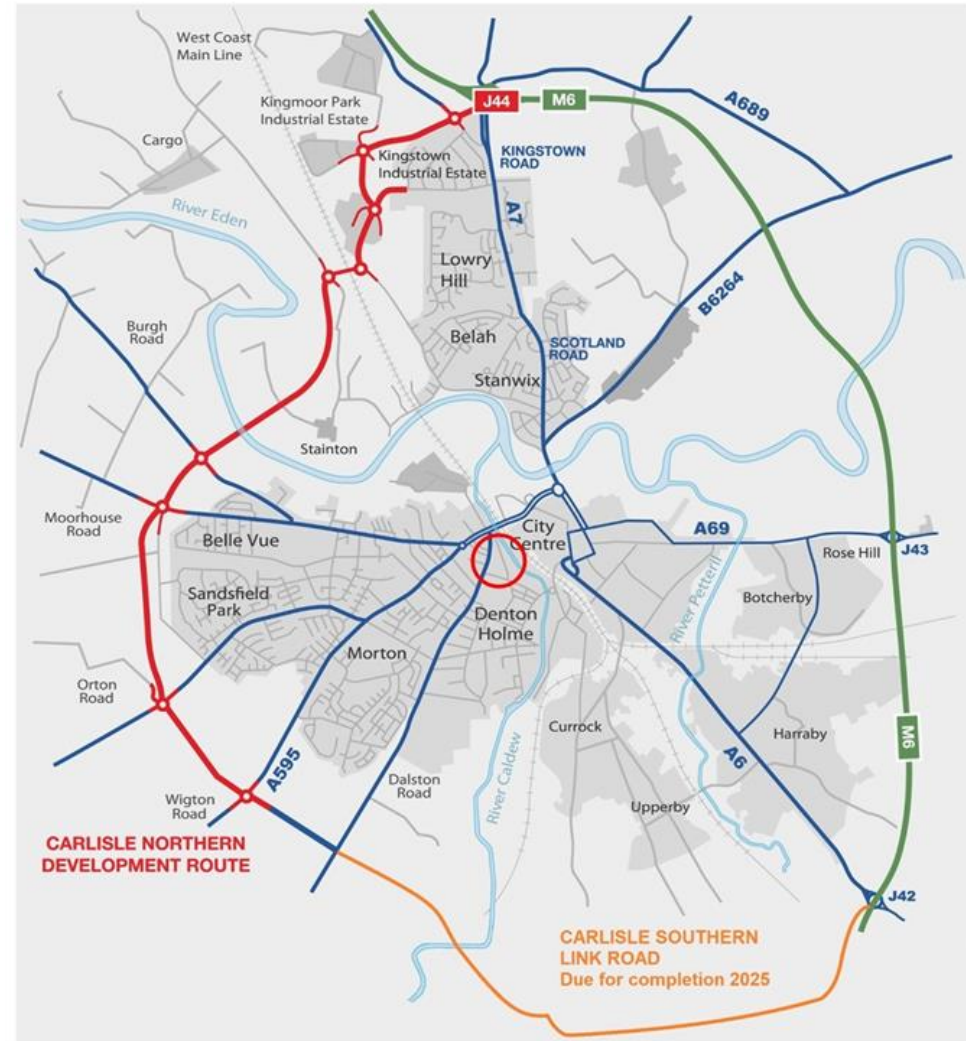 West Coast
Main Line
J44
M6
A689
Kingmoor Park
Industrial Estate
KINGSTOWN
ROAD
Cargo
Kingstown
Industrial Estate
River Eden
A7
Lowry
Hill
B6264
Burgh
Road
Belah
SCOTLAND
ROAD
Stanwix
Stainton
Moorhouse
Road
Belle Vue
City
Centre
A69
Rose Hill
J43
Sandsfield
Park
Denton
Holme
River Petteril
Botcherby
Morton
Orton
Road
Currock
Harraby
M6
A6
A595
Dalston
Road
Wigton
Road
River Caldew
Upperby
CARLISLE NORTHERN
DEVELOPMENT ROUTE
J42
CARLISLE SOUTHERN
LINK ROAD
Due for completion 2025